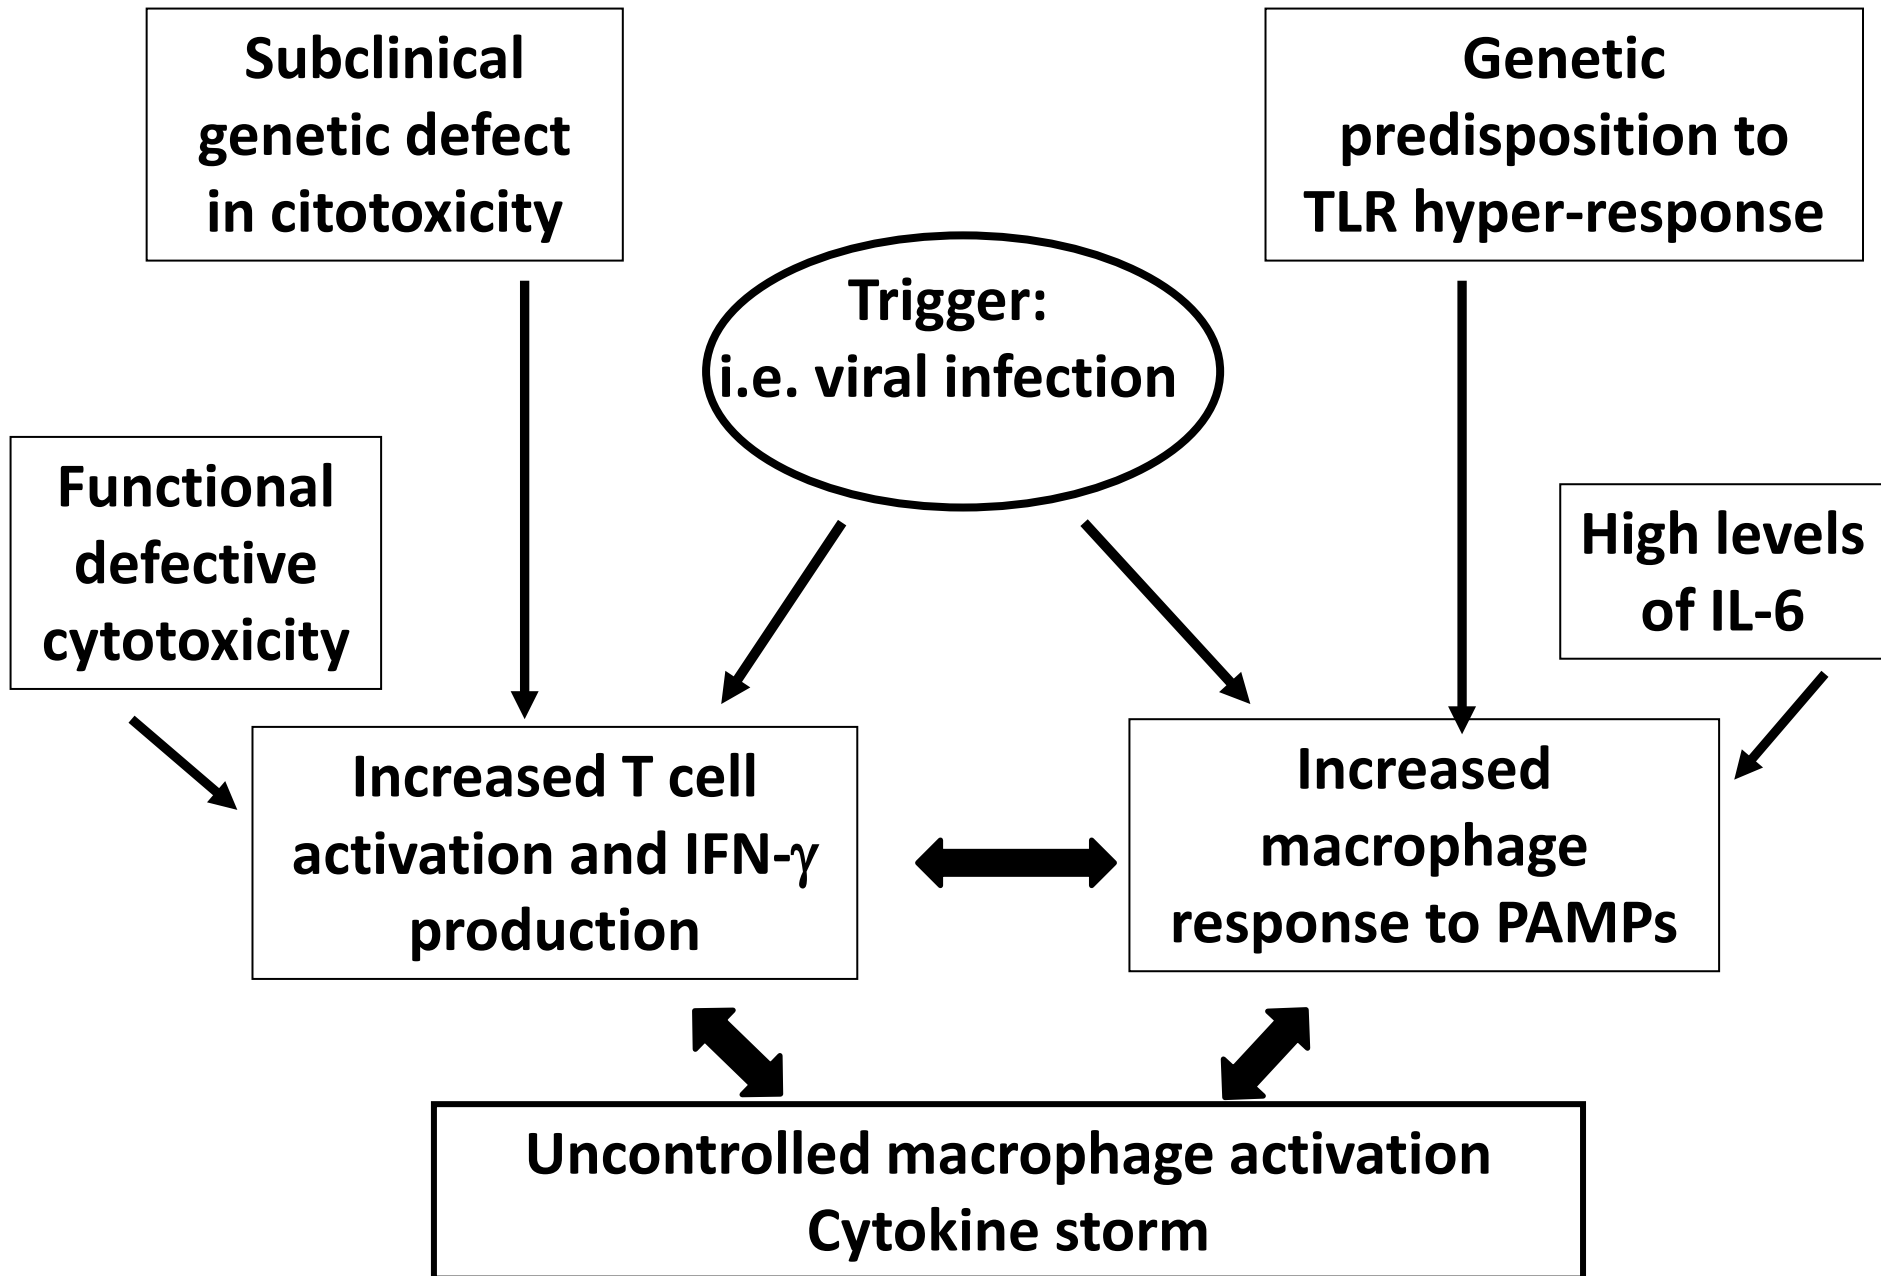 Subclinical
genetic defect
in citotoxicity
Genetic
predisposition to
TLR hyper-response
Trigger:
i.e. viral infection
Functional
defective
cytotoxicity
High levels
of IL-6
Increased T cell
activation and IFN-γ
production
Increased
macrophage
response to PAMPs
Uncontrolled macrophage activation
Cytokine storm